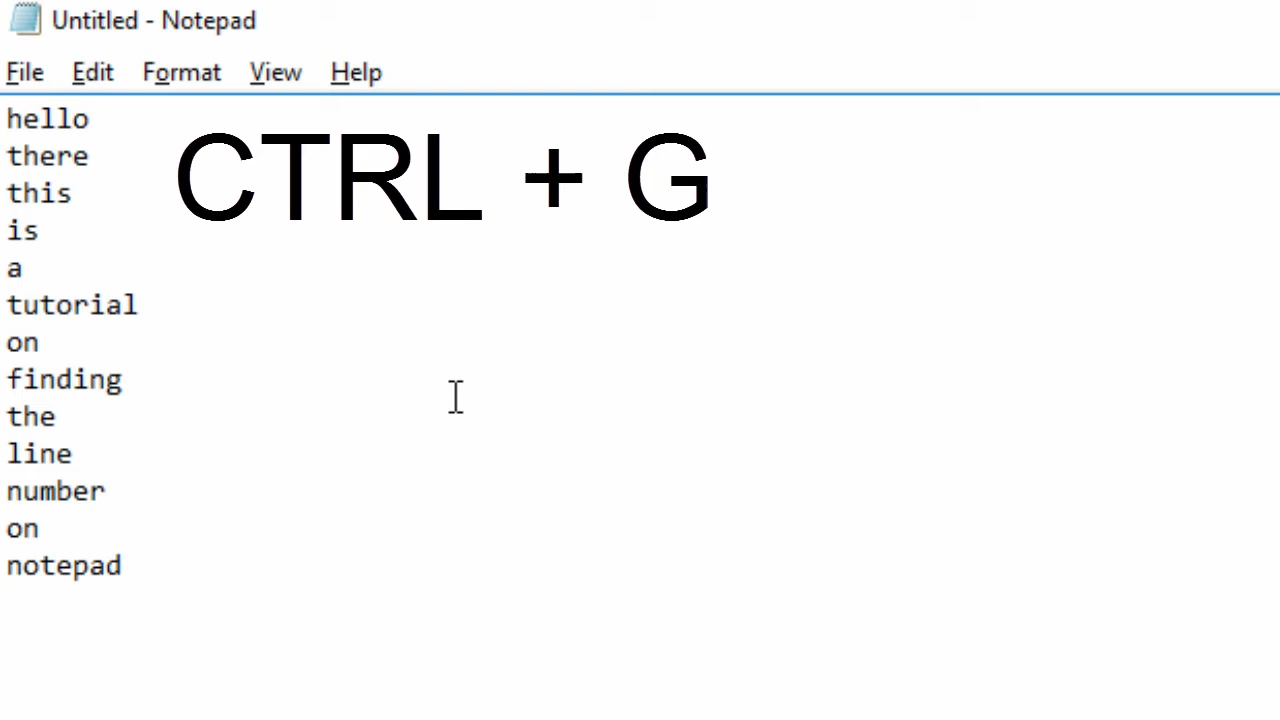 Untitled - Notepad
File Edit Format View Help
hello
CTRL + G
there
this
is
a
tutorial
on
finding
the
line
number
on
notepad